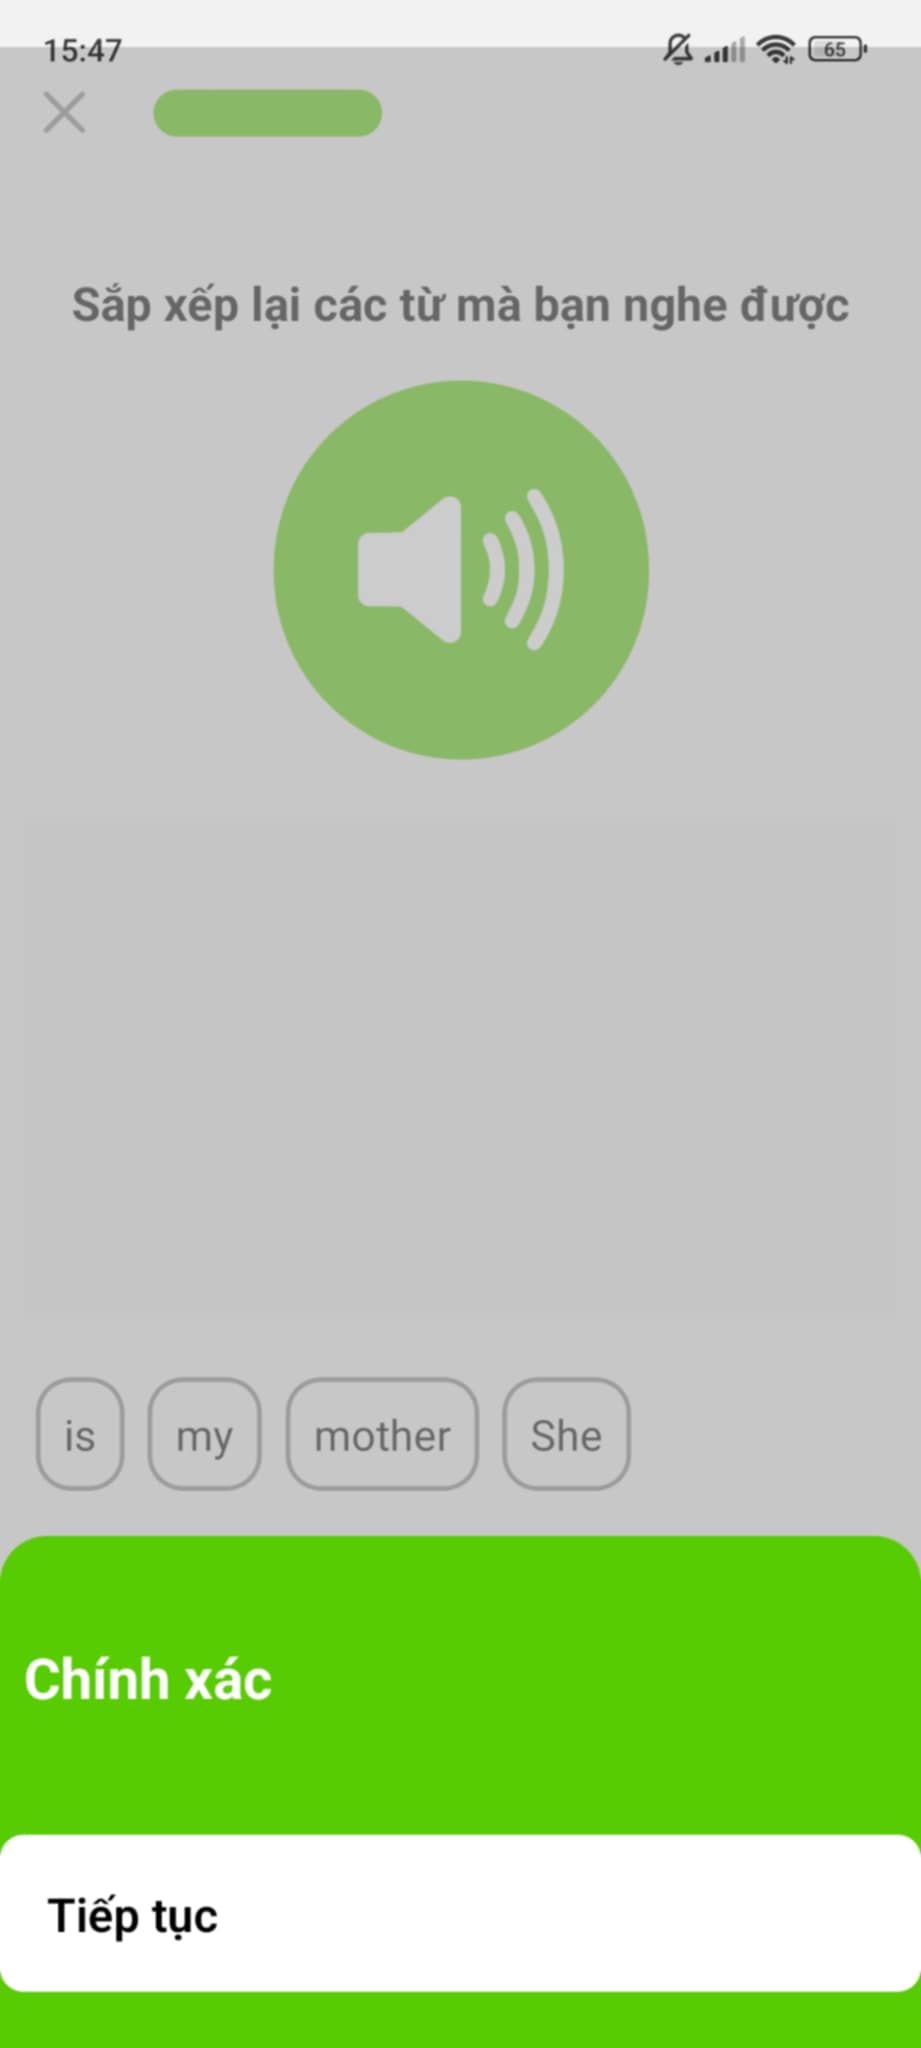 15:47
65
Sắp xếp lại các từ mà bạn nghe được
is my mother She
Chính xác
Tiếp tục